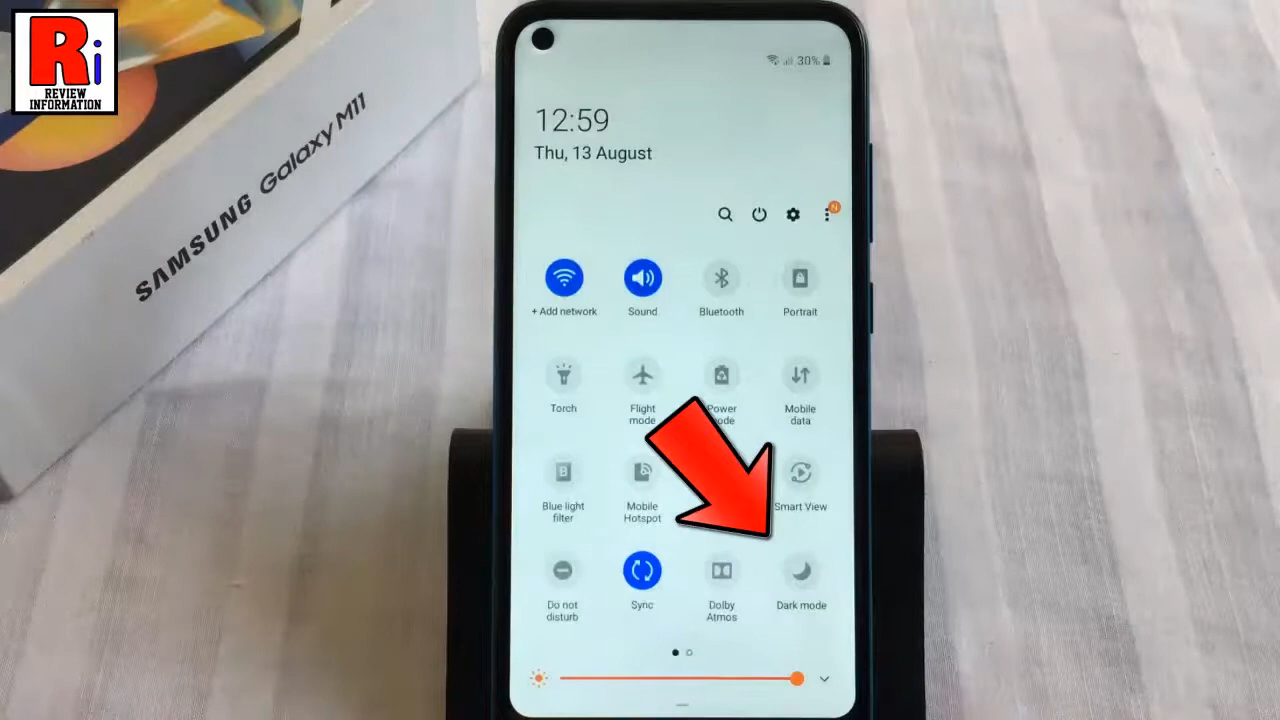 Ri
REVIEW
INFORMATION
SAMSUNG Galaxy M11
30%
12:59
Thu, 13 August
N
+ Add network
Sound
Bluetooth
Portrait
Torch
Flight
mode
Power
Mobile
data
B
Blue light
filter
Mobile
Hotspot
Smart View
Do not
disturb
Sync
Dolby
Atmos
Dark mode